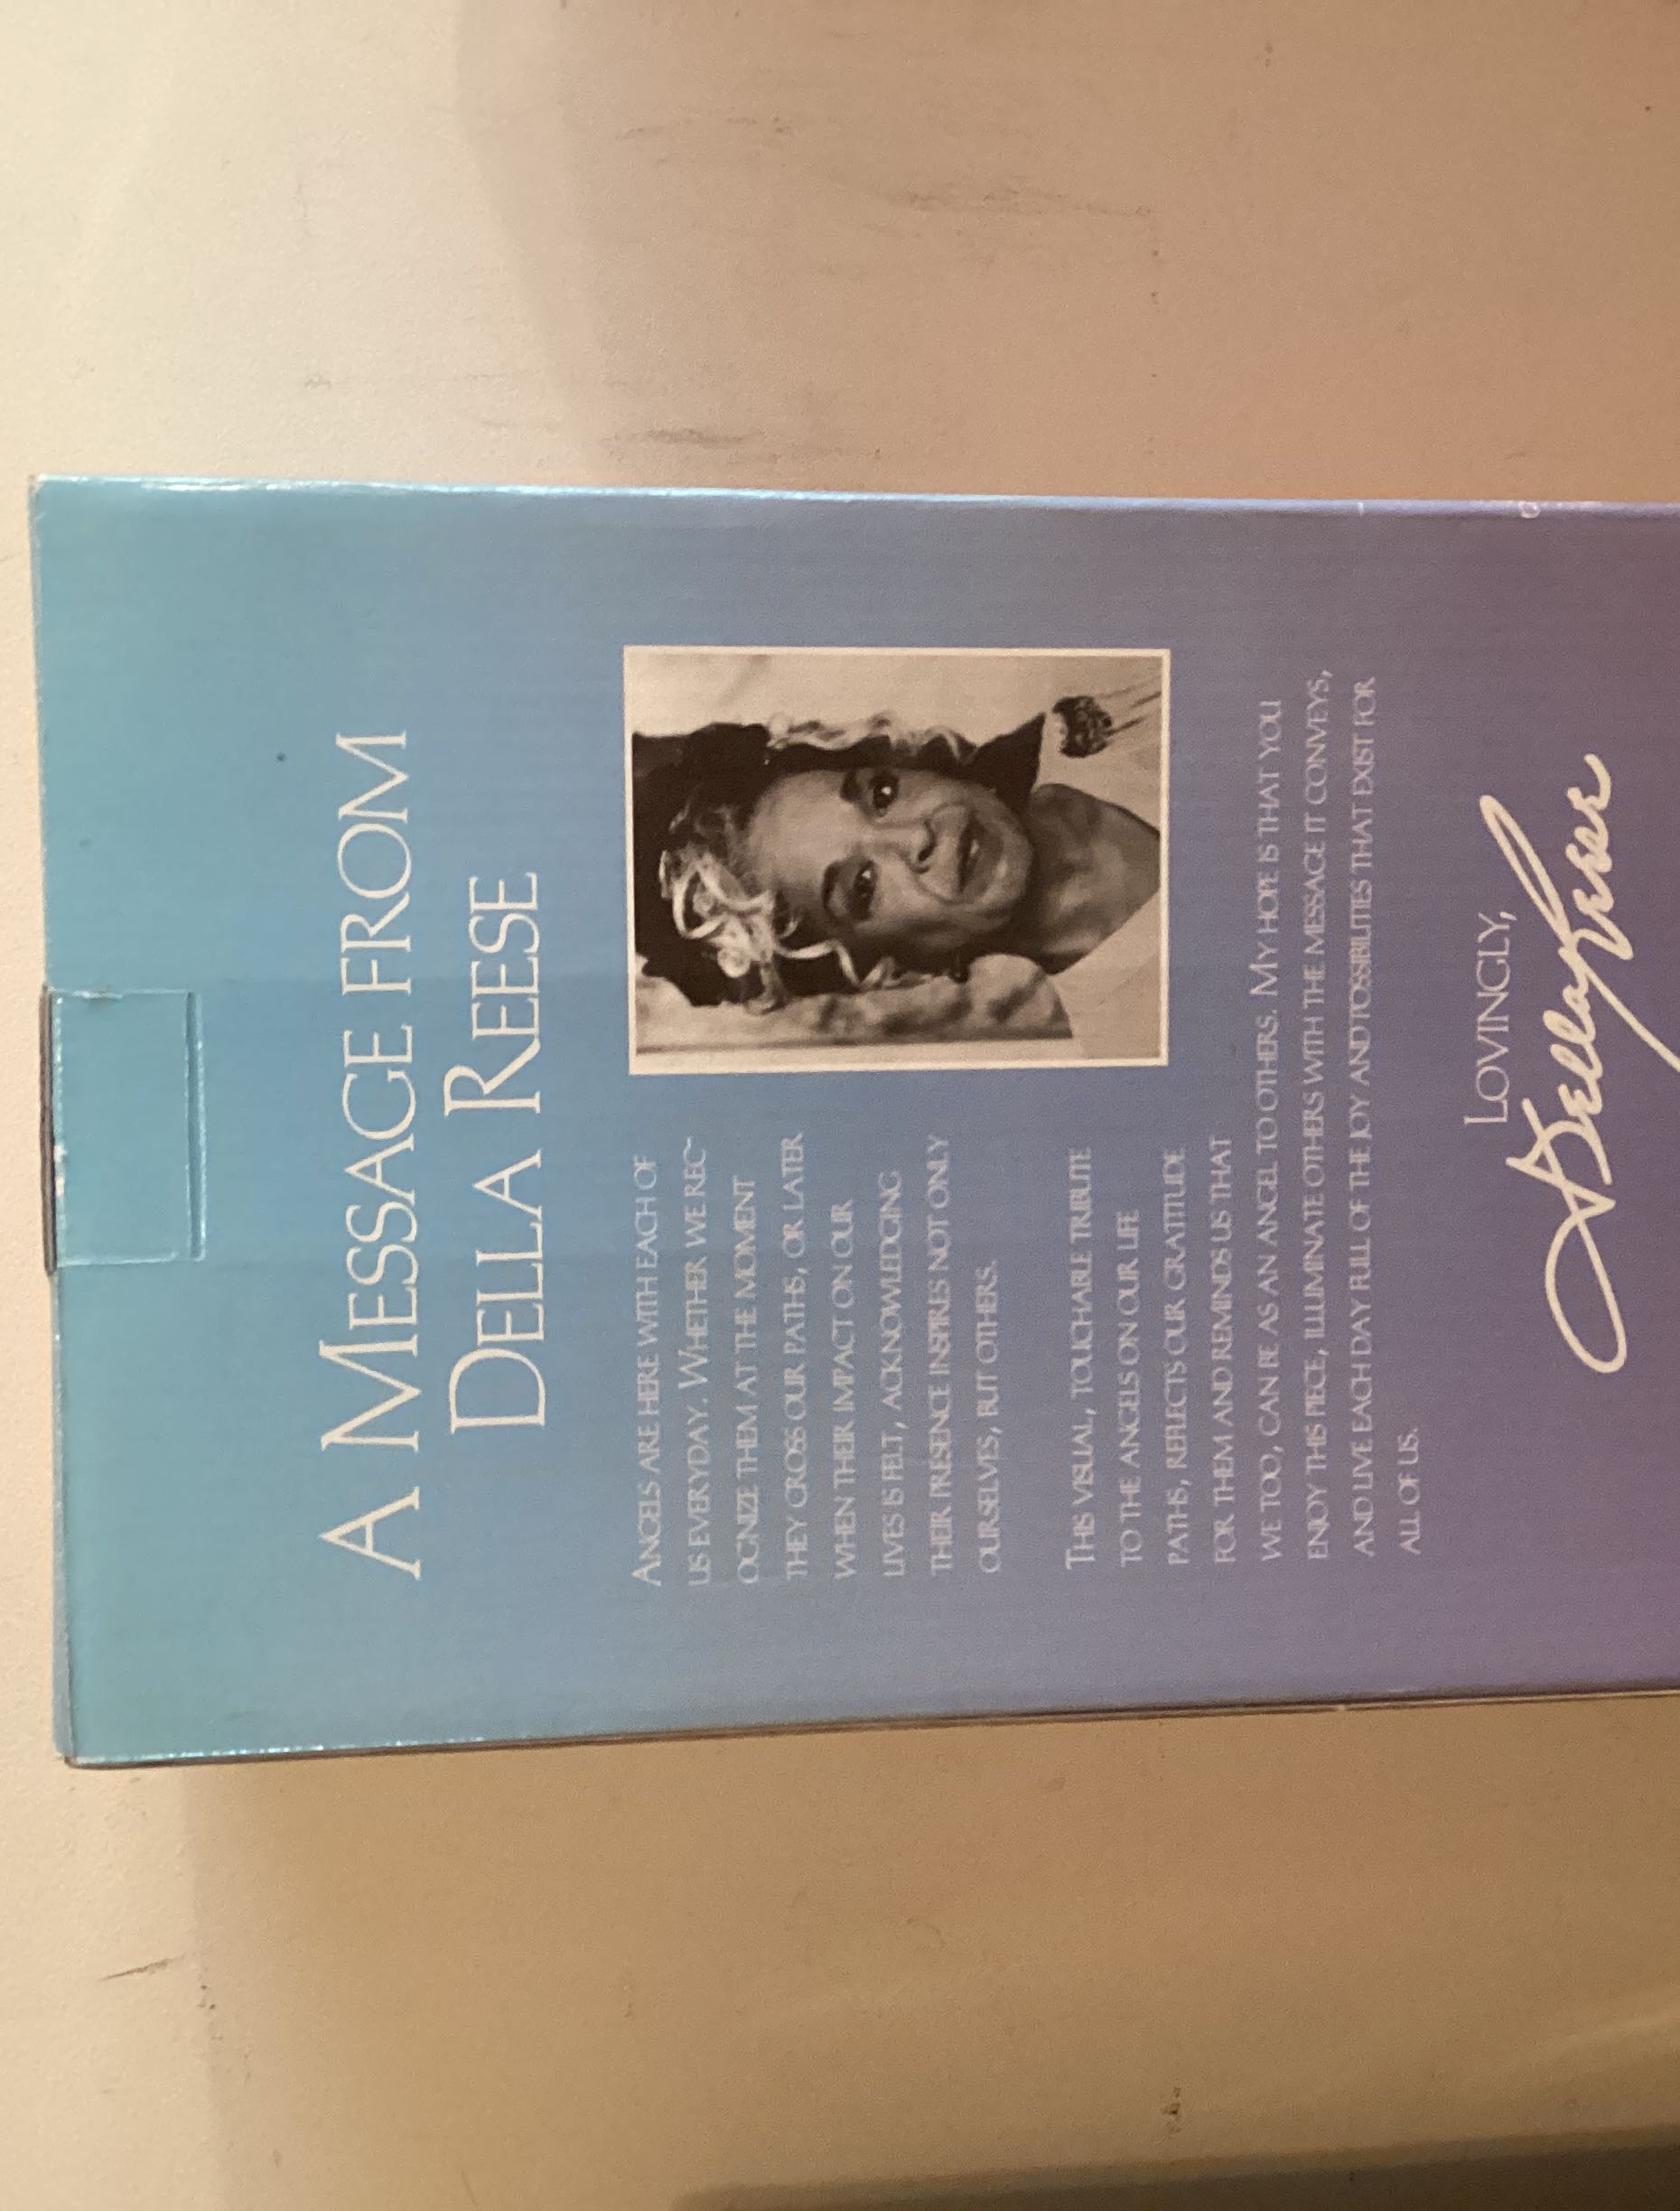 A MESSAGE FROM
DELLA REESE
ANGELS ARE HERE WITH EACH OF
US EVERYDAY. WHETHER WE REC~
OGNIZE THEM AT THE MOMENT
THEY CROSS OUR PATHS, OR LATER
WHEN THEIR IMPACT ON OUR
LIVES IS FELT, ACKNOWLEDGING
THEIR PRESENCE INSPIRES NOT ONLY
OURSELVES, BUT OTHERS.
THIS VISUAL, TOUCHABLE TRIBUTE
TO THE ANGELS ON OUR LIFE
PATHS, REFLECTS OUR GRATITUDE
FOR THEM AND REMINDS US THAT
WE TOO, CAN BE AS AN ANGEL TO OTHERS. MY HOPE IS THAT YOU
ENJOY THIS PIECE, ILLUMINATE OTHERS WITH THE MESSAGE IT CONVEYS,
AND LIVE EACH DAY FULL OF THE JOY AND POSSIBILITIES THAT EXIST FOR
ALL OF US.
LOVINGLY,
Della Reese